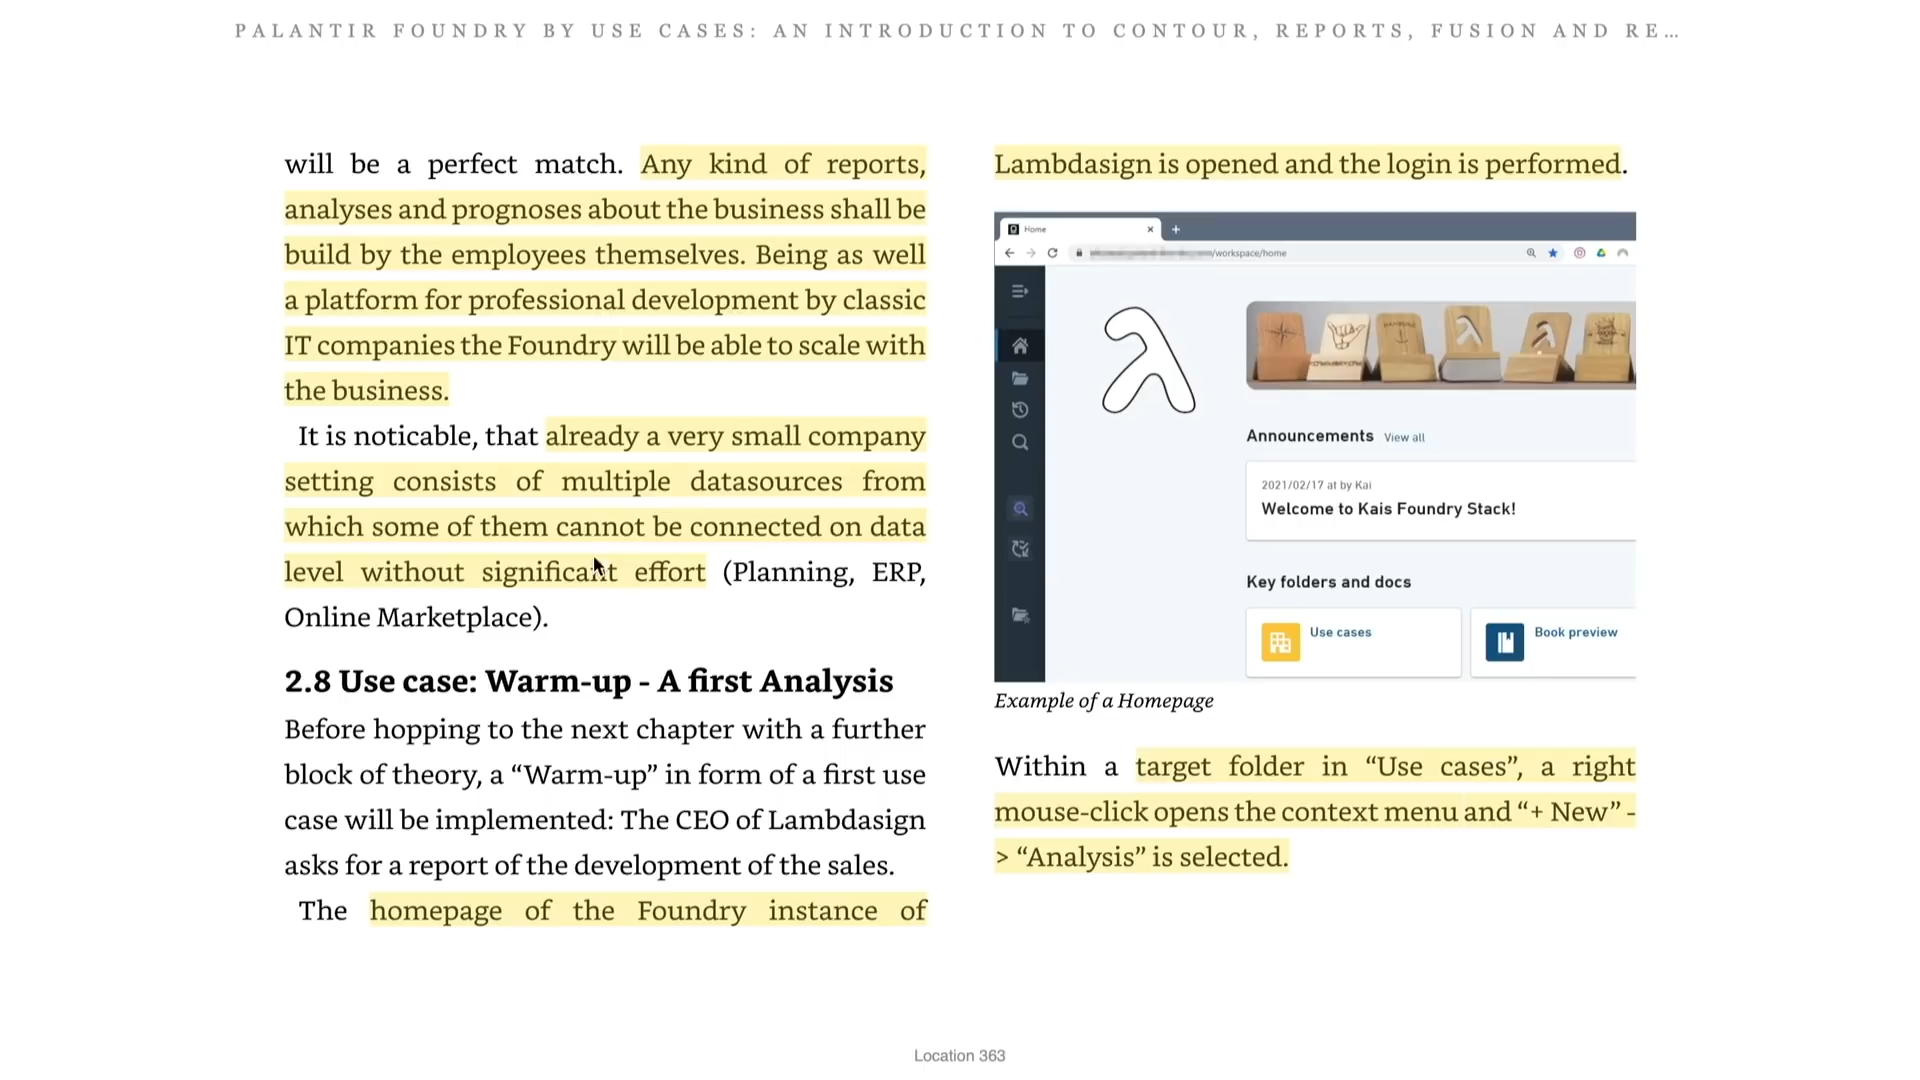 PALANTIR FOUNDRY BY USE CASES: AN INTRODUCTION TO CONTOUR, REPORTS, FUSION AND RE…
will be a perfect match. Any kind of reports,
analyses and prognoses about the business shall be
build by the employees themselves. Being as well
a platform for professional development by classic
IT companies the Foundry will be able to scale with
the business.
It is noticable, that already a very small company
setting consists of multiple datasources from
which some of them cannot be connected on data
level without significant effort (Planning, ERP,
Online Marketplace).
2.8 Use case: Warm-up - A first Analysis
Before hopping to the next chapter with a further
block of theory, a “Warm-up” in form of a first use
case will be implemented: The CEO of Lambdasign
asks for a report of the development of the sales.
The homepage of the Foundry instance of
Lambdasign is opened and the login is performed.
Home
/workspace/home
Announcements View all
2021/02/17 at by Kai
Welcome to Kais Foundry Stack!
Key folders and docs
Use cases
Book preview
Example of a Homepage
Within a target folder in “Use cases”, a right
mouse-click opens the context menu and “+ New” -
> “Analysis” is selected.
Location 363